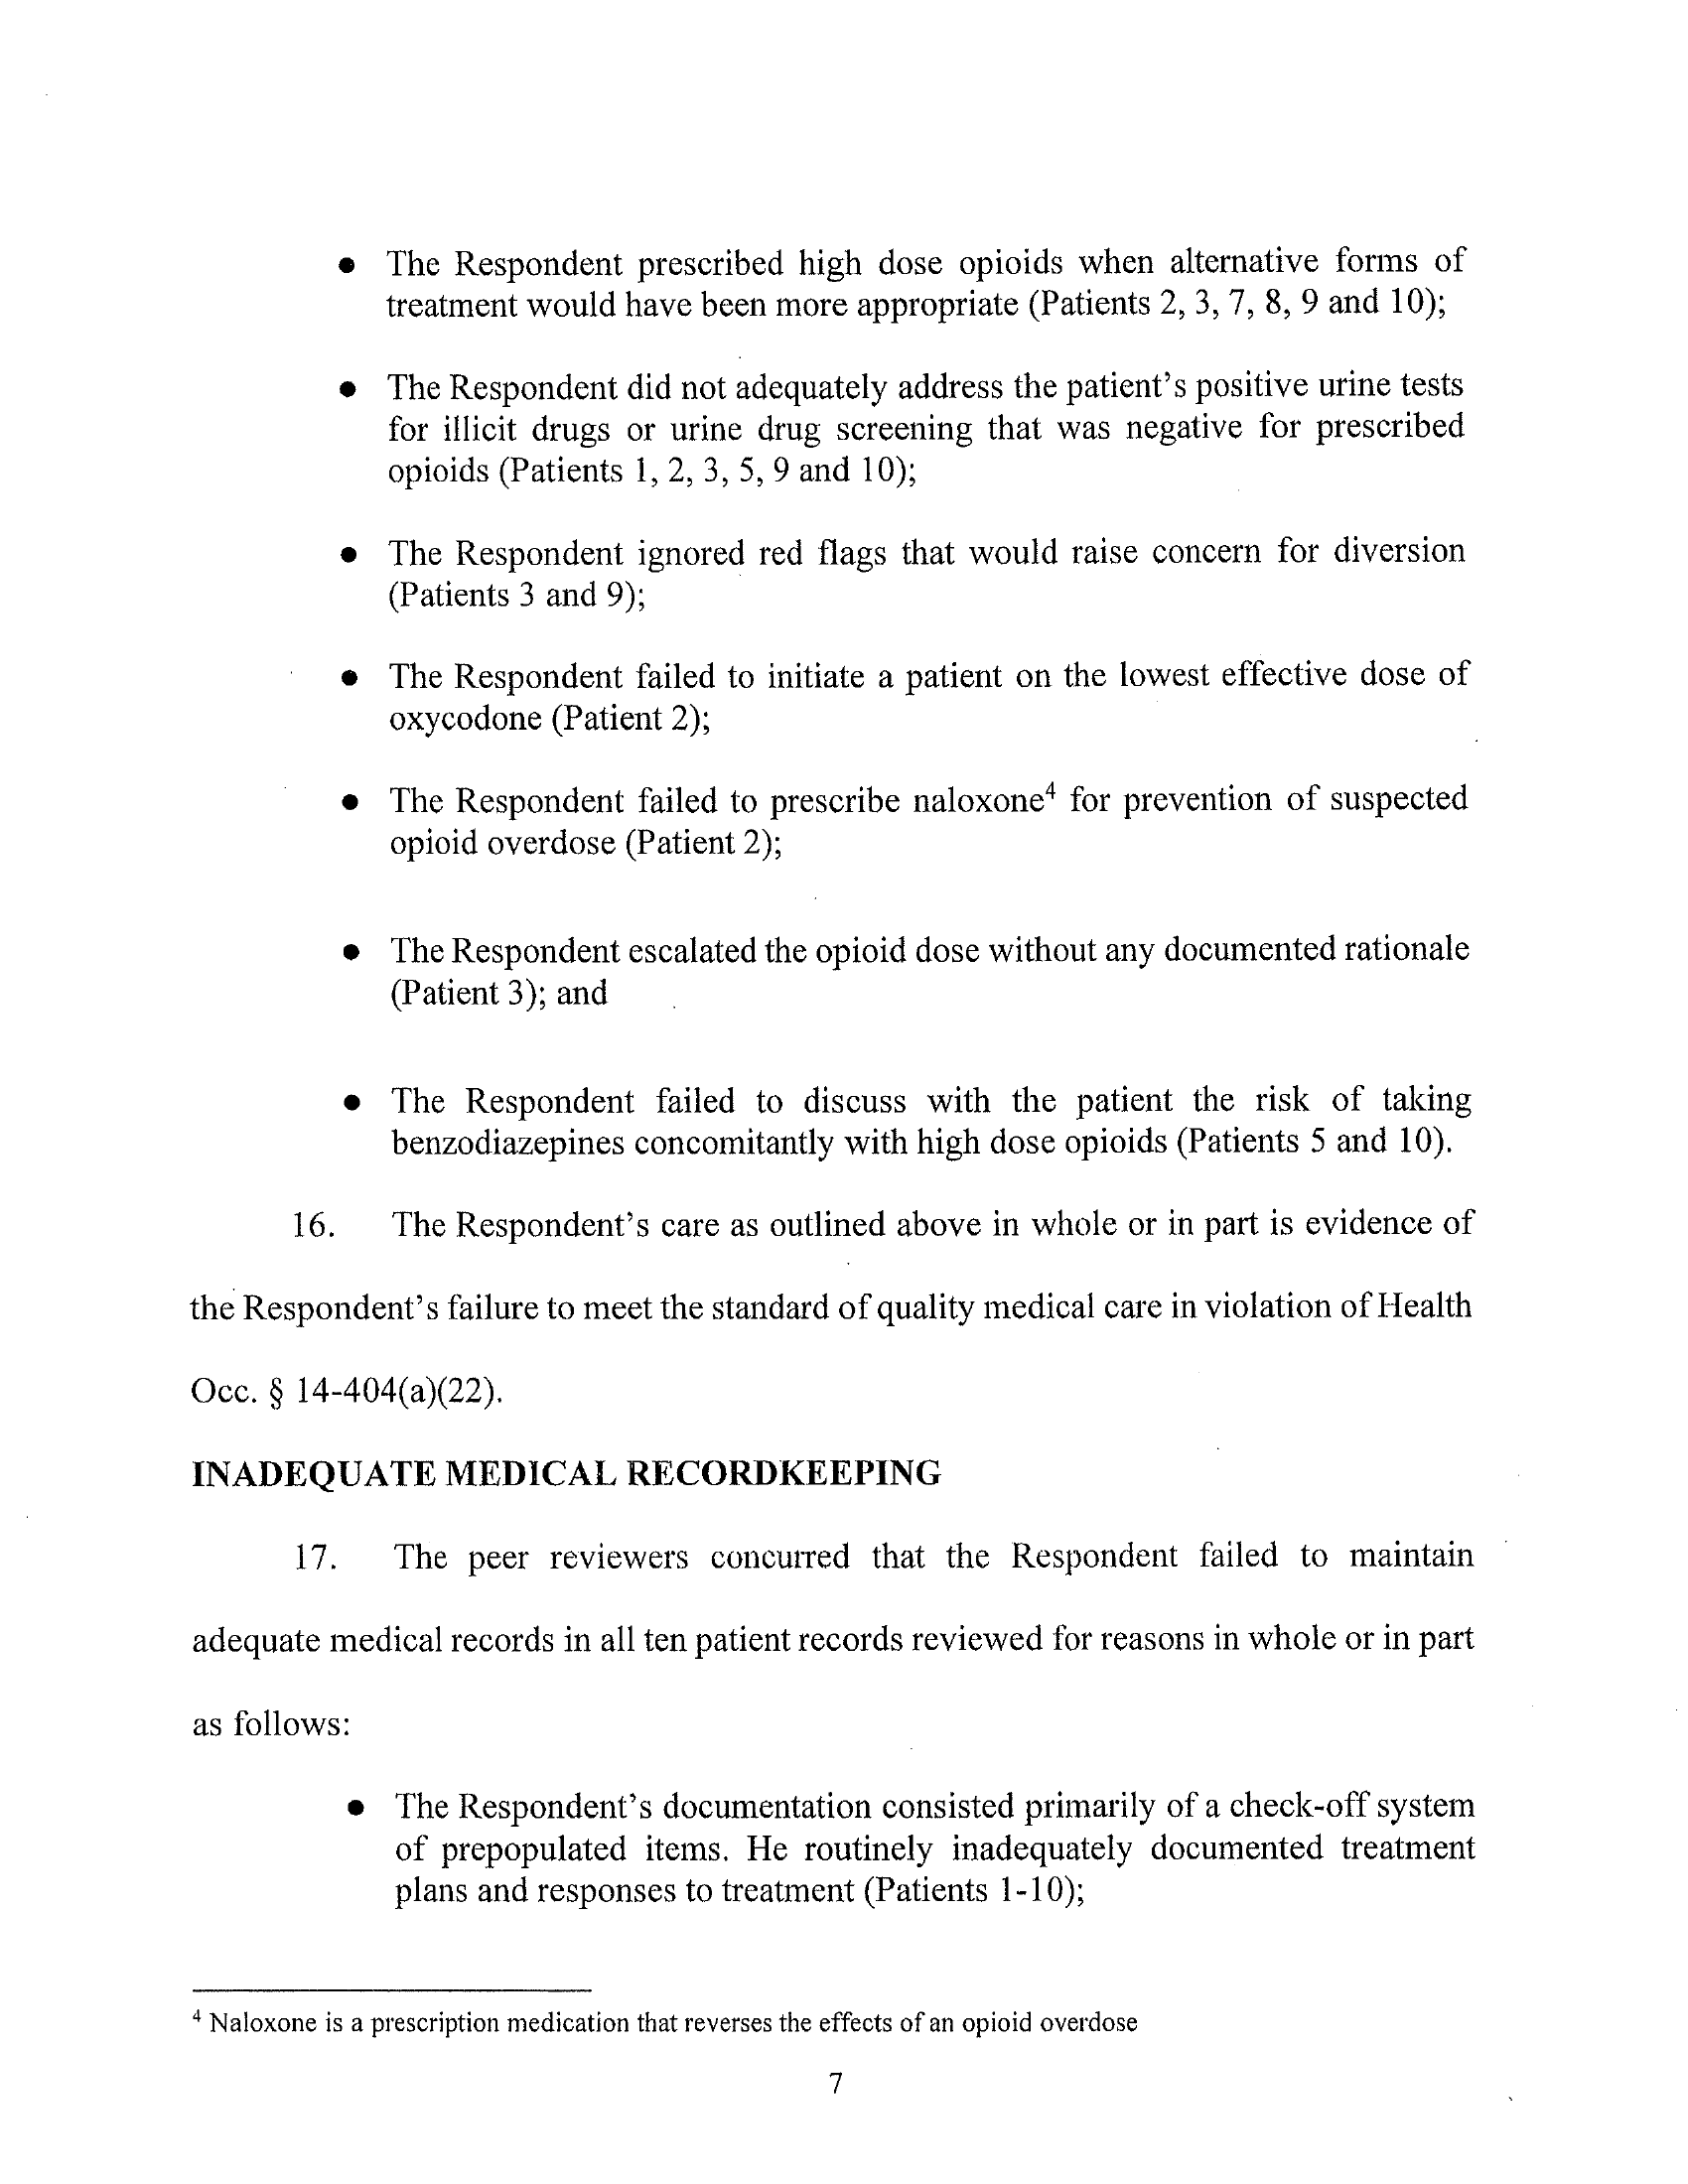 • The Respondent prescribed high dose opioids when alternative forms of
treatment would have been more appropriate (Patients 2, 3, 7, 8, 9 and 10);
• The Respondent did not adequately address the patient's positive urine tests
for illicit drugs or urine drug screening that was negative for prescribed
opioids (Patients 1, 2, 3, 5, 9 and 10);
• The Respondent ignored red flags that would raise concern for diversion
(Patients 3 and 9);
• The Respondent failed to initiate a patient on the lowest effective dose of
oxycodone (Patient 2);
• The Respondent failed to prescribe naloxone⁴ for prevention of suspected
opioid overdose (Patient 2);
• The Respondent escalated the opioid dose without any documented rationale
(Patient 3); and
• The Respondent failed to discuss with the patient the risk of taking
benzodiazepines concomitantly with high dose opioids (Patients 5 and 10).
16. The Respondent's care as outlined above in whole or in part is evidence of
the Respondent's failure to meet the standard of quality medical care in violation of Health
Occ. § 14-404(a)(22).
INADEQUATE MEDICAL RECORDKEEPING
17. The peer reviewers concurred that the Respondent failed to maintain
adequate medical records in all ten patient records reviewed for reasons in whole or in part
as follows:
• The Respondent's documentation consisted primarily of a check-off system
of prepopulated items. He routinely inadequately documented treatment
plans and responses to treatment (Patients 1-10);
⁴ Naloxone is a prescription medication that reverses the effects of an opioid overdose
7